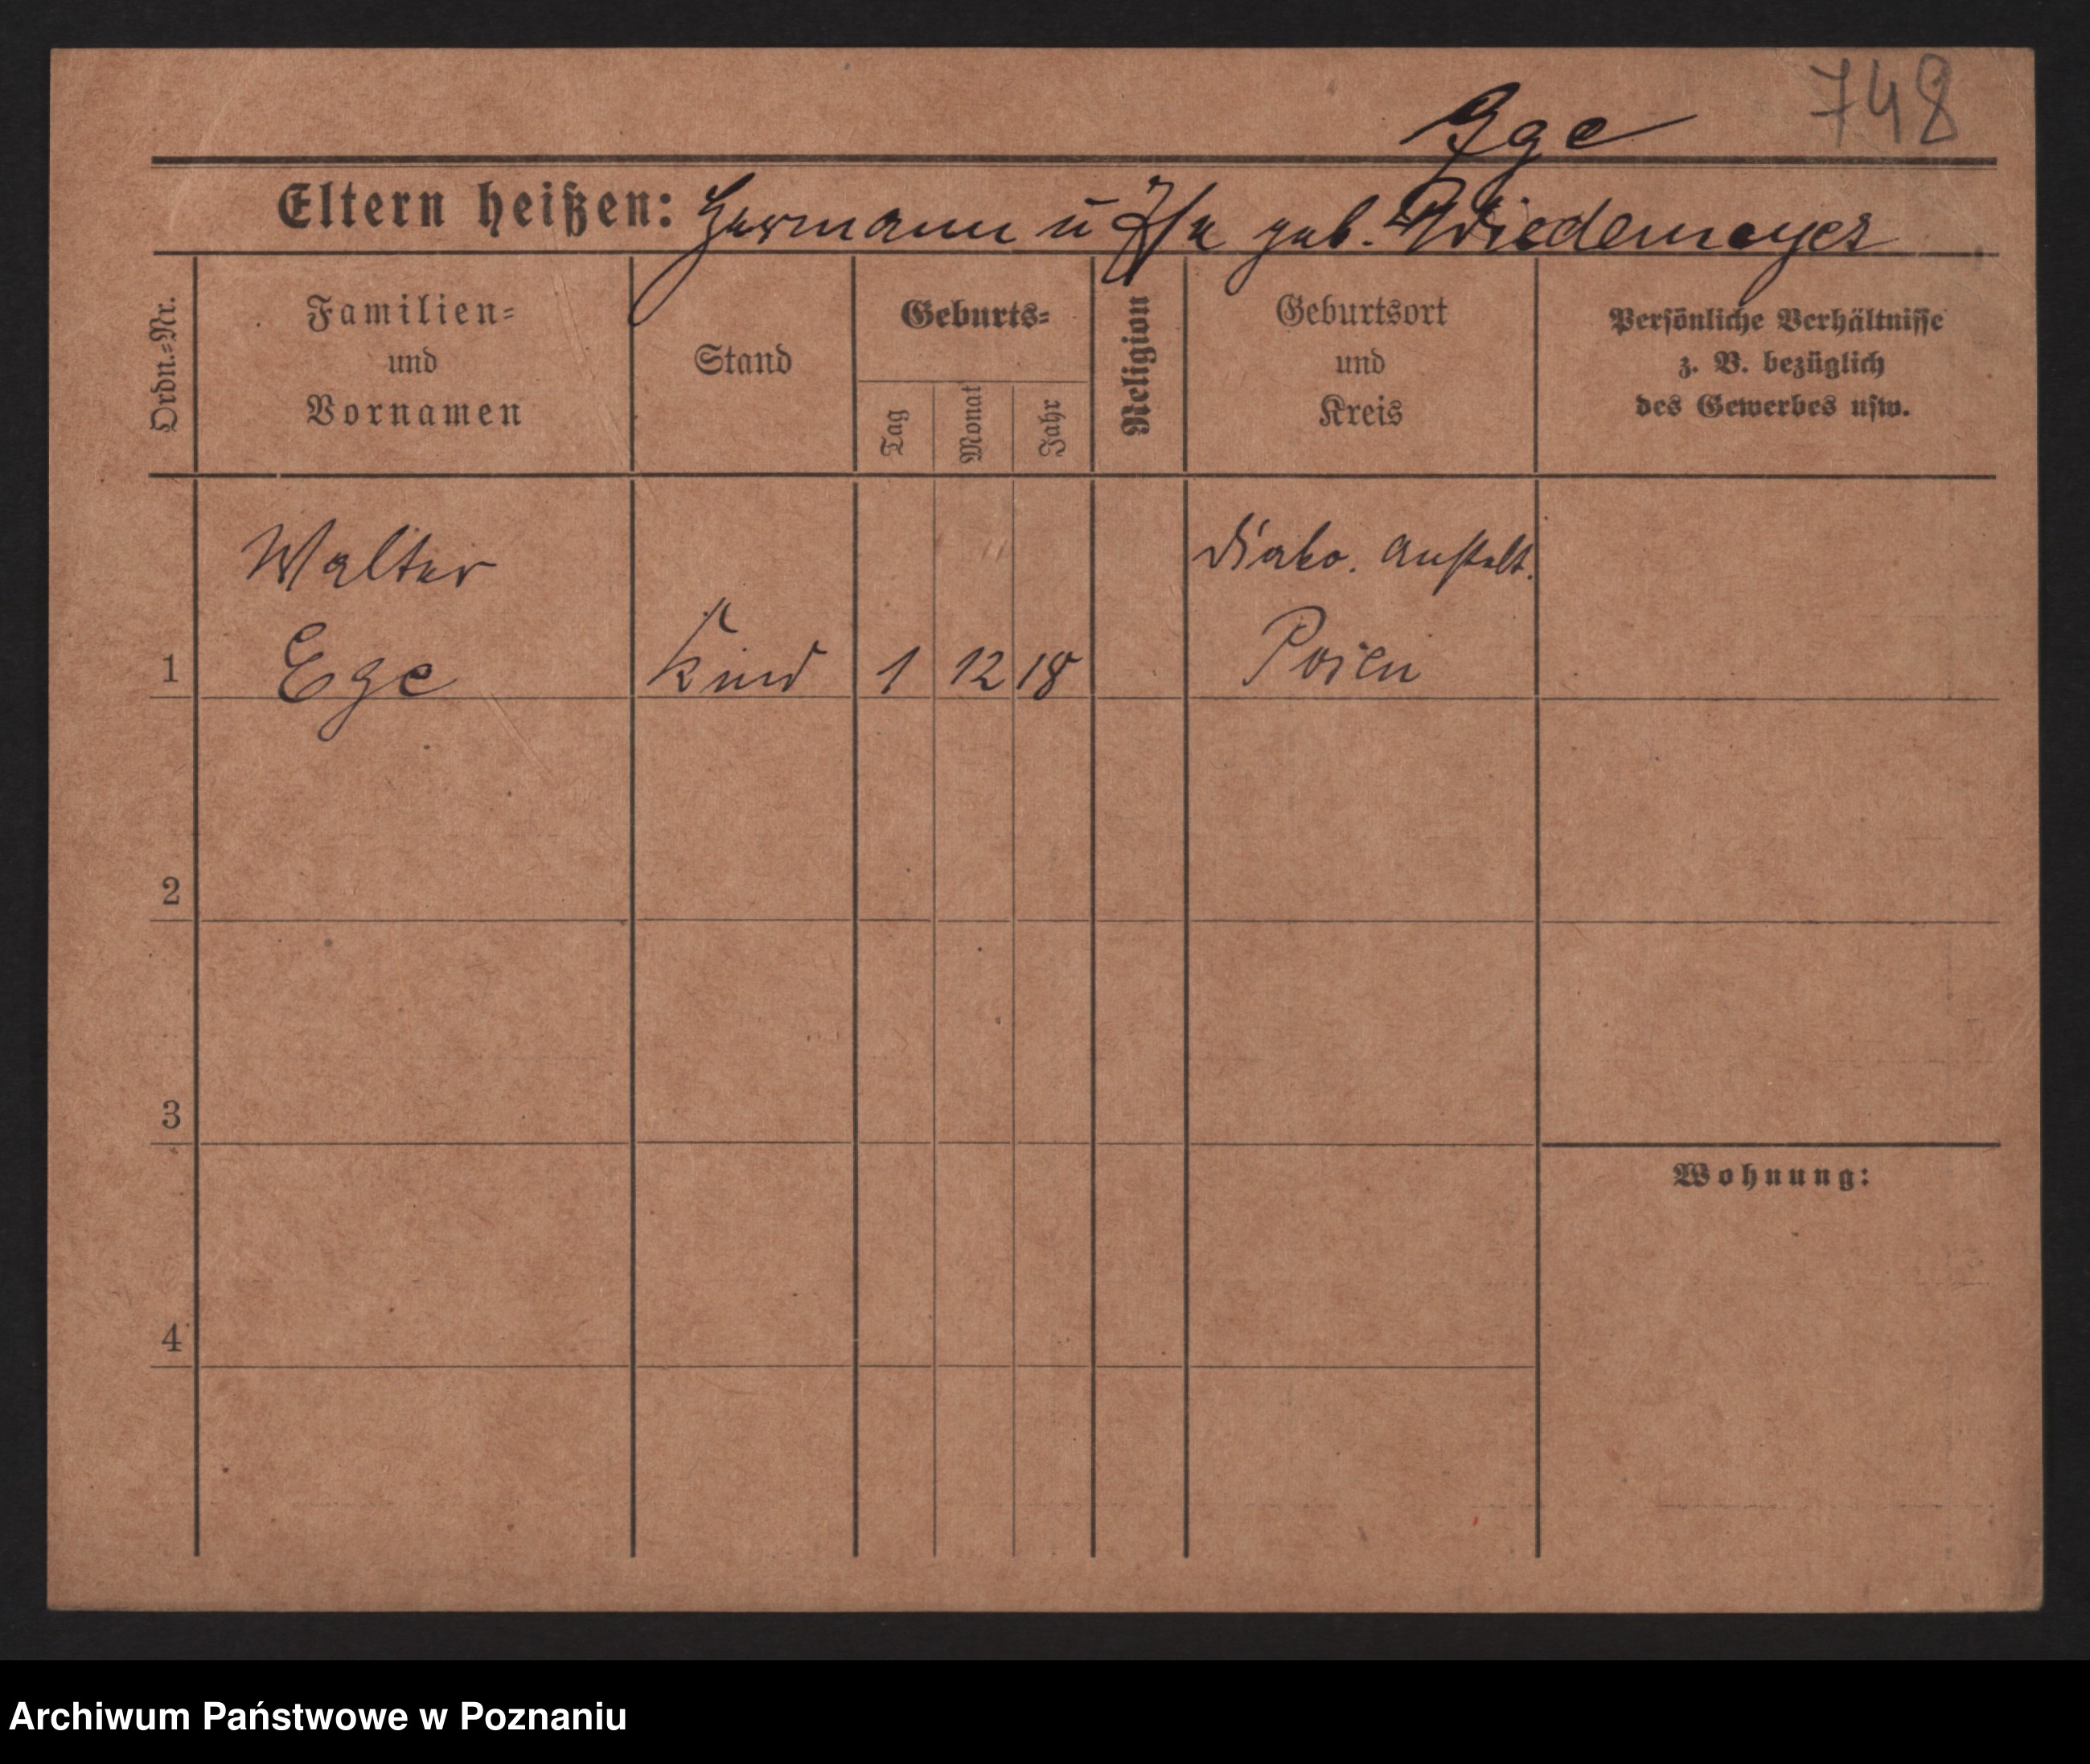 748
Ege
Eltern heißen: Hermann u geb. Wiedemeyer
Ordn.=Nr.
Familien=
und
Vornamen
Stand
Geburts=
Tag
Monat
Jahr
Religion
Geburtsort
und
Kreis
Persönliche Verhältnisse
z. B. bezüglich
des Gewerbes usw.
Walter
Diako. Anstalt.
1 Ege Kind 1 12 18 Posen
2
3
Wohnung:
4
Archiwum Państwowe w Poznaniu